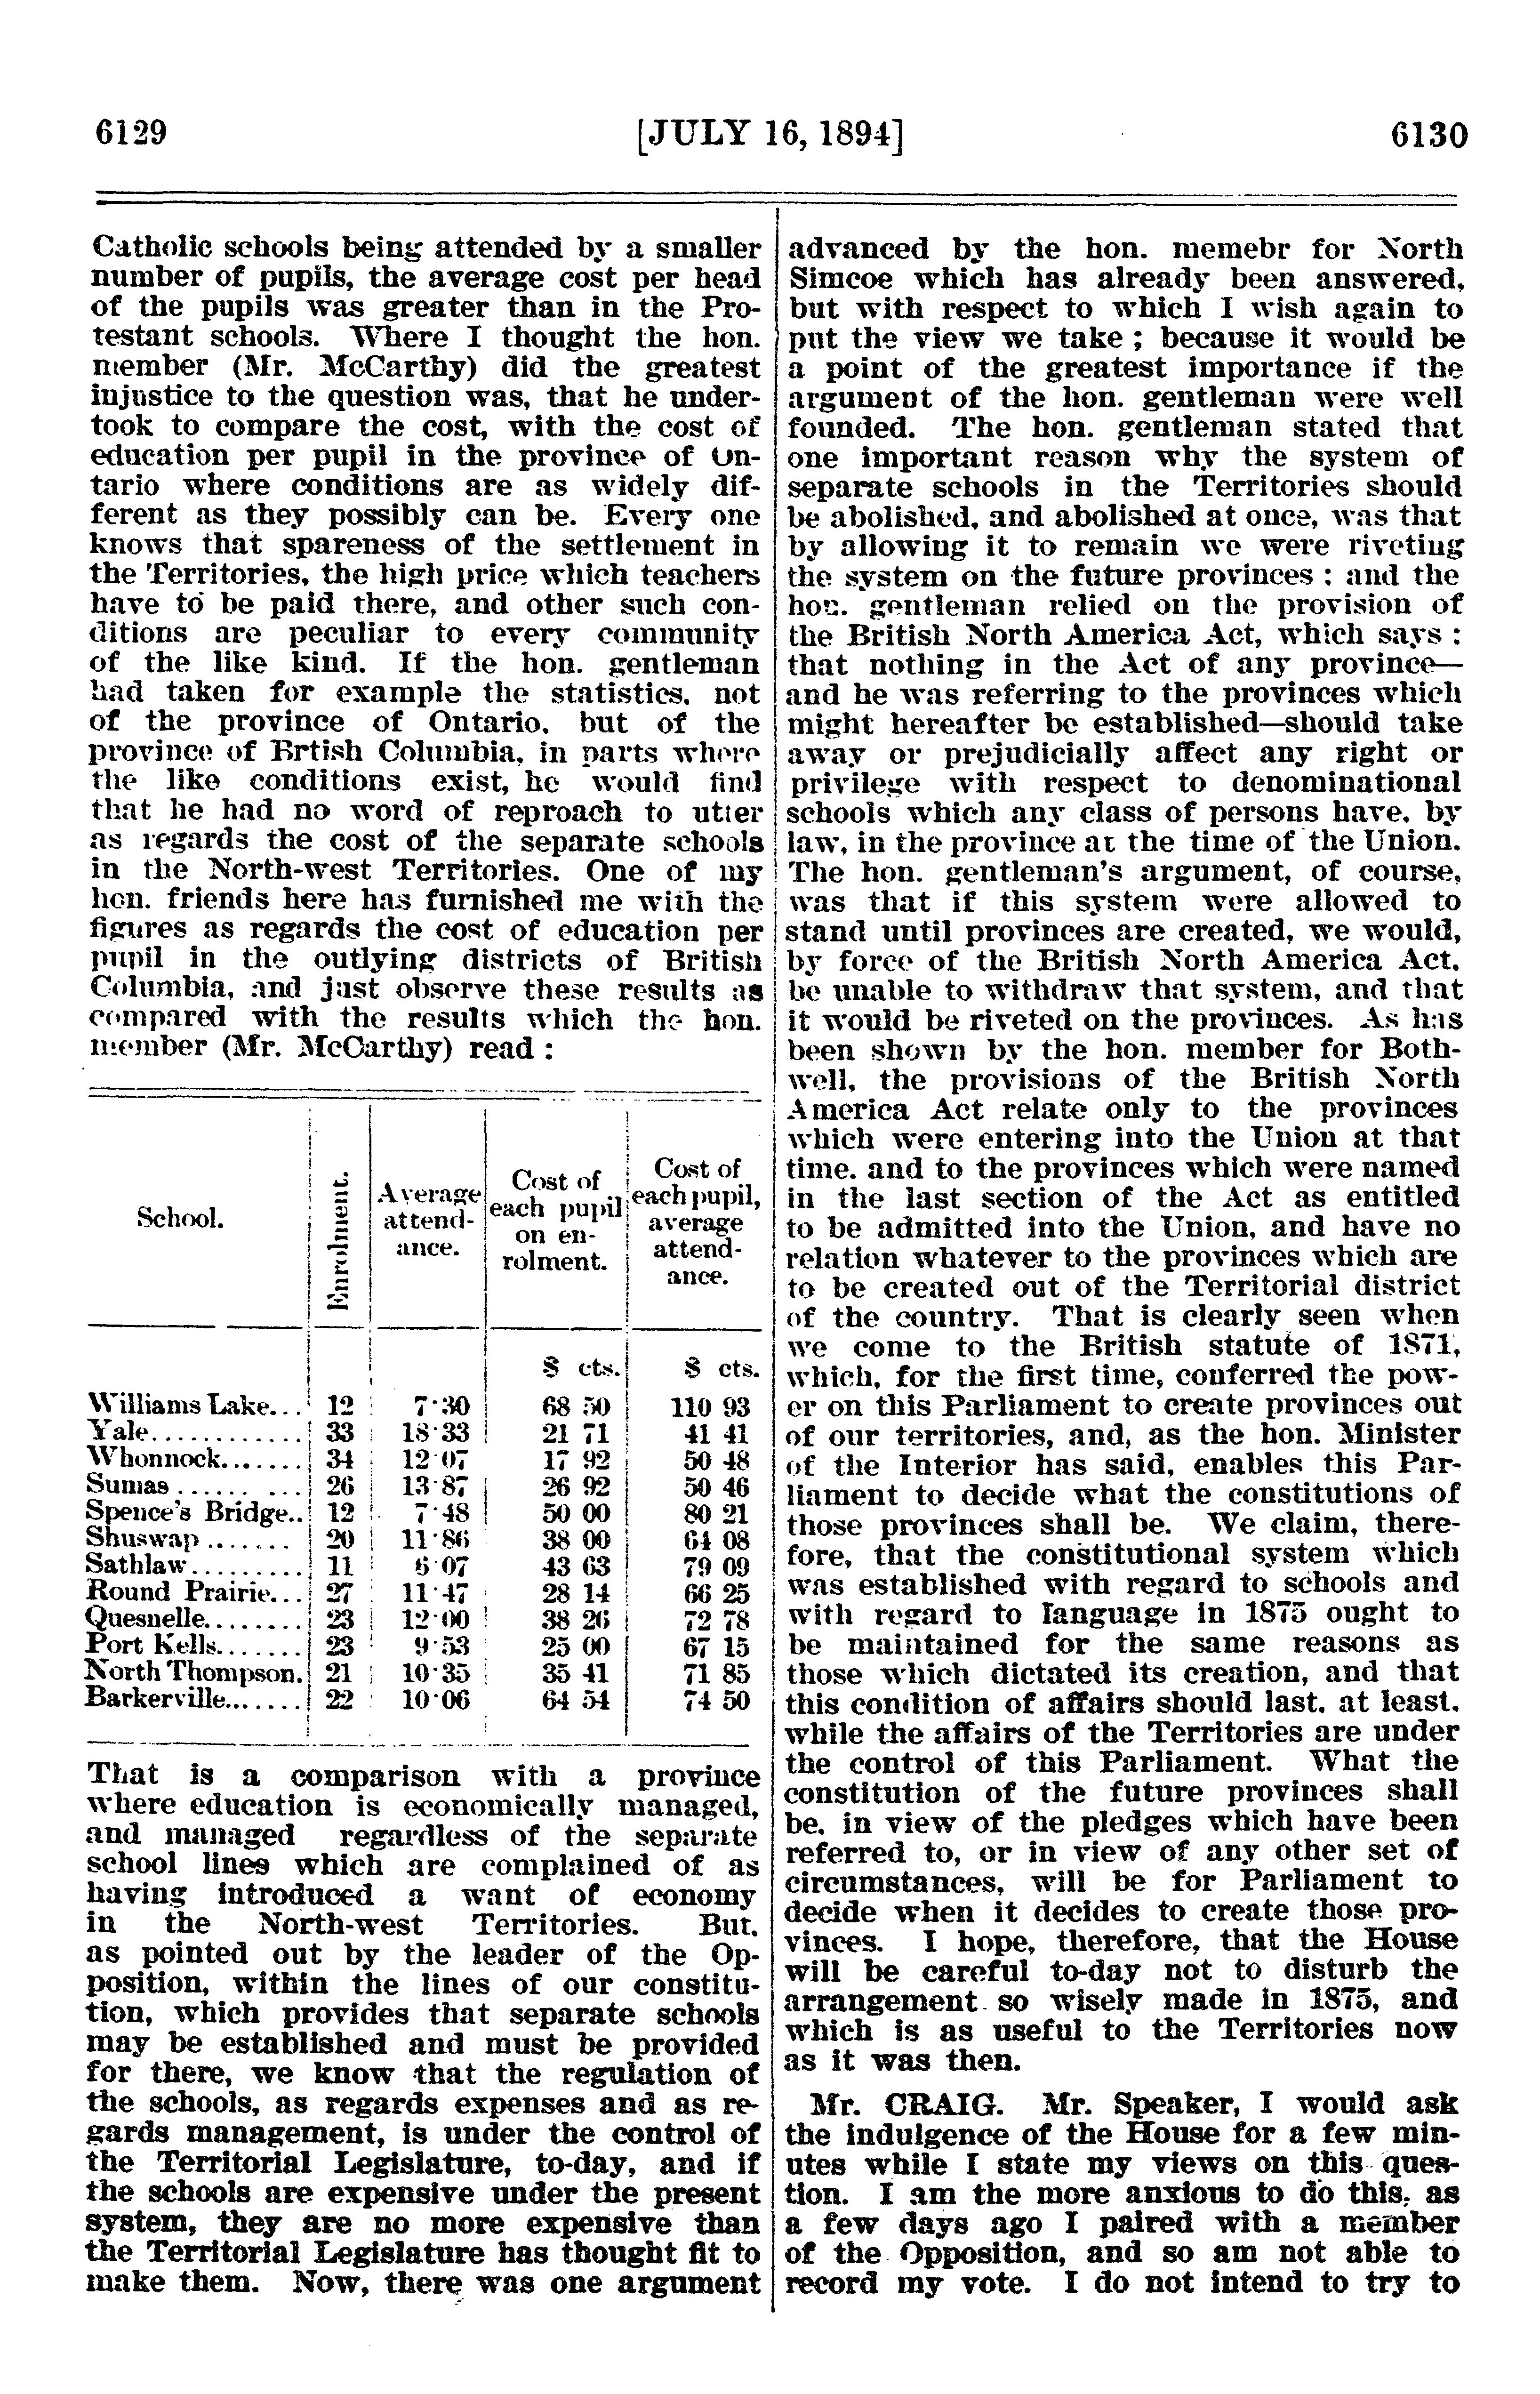 6129 [JULY 16, 1894] 6130
Catholic schools being attended by a smaller
number of pupils, the average cost per head
of the pupils was greater than in the Pro-
testant schools. Where I thought the hon.
member (Mr. McCarthy) did the greatest
injustice to the question was, that he under-
took to compare the cost, with the cost of
education per pupil in the province of On-
tario where conditions are as widely dif-
ferent as they possibly can be. Every one
knows that spareness of the settlement in
the Territories, the high price which teachers
have to be paid there, and other such con-
ditions are peculiar to every community
of the like kind. If the hon. gentleman
had taken for example the statistics, not
of the province of Ontario, but of the
province of Brtish Columbia, in parts where
the like conditions exist, he would find
that he had no word of reproach to utter
as regards the cost of the separate schools
in the North-west Territories. One of my
hon. friends here has furnished me with the
figures as regards the cost of education per
pupil in the outlying districts of British
Columbia, and just observe these results as
compared with the results which the hon.
member (Mr. McCarthy) read :
School. Enrolment. Average attend- ance. Cost of each pupil on en- rolment. Cost of each pupil, average attend- ance.
$ cts. $ cts.
Williams Lake... 12 7·30 68 50 110 93
Yale............ 33 18·33 21 71 41 41
Whonnock....... 34 12·07 17 92 50 48
Sumas ...... ... 26 13·87 26 92 50 46
Spence's Bridge.. 12 7·48 50 00 80 21
Shuswap ....... 20 11·86 38 00 64 08
Sathlaw......... 11 6·07 43 63 79 09
Round Prairie... 27 11·47 28 14 66 25
Quesnelle........ 23 12·00 38 26 72 78
Port Kells....... 23 9·53 25 00 67 15
North Thompson. 21 10·35 35 41 71 85
Barkerville....... 22 10·06 64 54 74 50
That is a comparison with a province
where education is economically managed,
and managed regardless of the separate
school lines which are complained of as
having introduced a want of economy
in the North-west Territories. But,
as pointed out by the leader of the Op-
position, within the lines of our constitu-
tion, which provides that separate schools
may be established and must be provided
for there, we know that the regulation of
the schools, as regards expenses and as re-
gards management, is under the control of
the Territorial Legislature, to-day, and if
the schools are expensive under the present
system, they are no more expensive than
the Territorial Legislature has thought fit to
make them. Now, there was one argument
advanced by the hon. memebr for North
Simcoe which has already been answered,
but with respect to which I wish again to
put the view we take ; because it would be
a point of the greatest importance if the
argument of the hon. gentleman were well
founded. The hon. gentleman stated that
one important reason why the system of
separate schools in the Territories should
be abolished, and abolished at once, was that
by allowing it to remain we were riveting
the system on the future provinces ; and the
hon. gentleman relied on the provision of
the British North America Act, which says :
that nothing in the Act of any province—
and he was referring to the provinces which
might hereafter be established—should take
away or prejudicially affect any right or
privilege with respect to denominational
schools which any class of persons have, by
law, in the province at the time of the Union.
The hon. gentleman's argument, of course,
was that if this system were allowed to
stand until provinces are created, we would,
by force of the British North America Act,
be unable to withdraw that system, and that
it would be riveted on the provinces. As has
been shown by the hon. member for Both-
well, the provisions of the British North
America Act relate only to the provinces
which were entering into the Union at that
time, and to the provinces which were named
in the last section of the Act as entitled
to be admitted into the Union, and have no
relation whatever to the provinces which are
to be created out of the Territorial district
of the country. That is clearly seen when
we come to the British statute of 1871,
which, for the first time, conferred the pow-
er on this Parliament to create provinces out
of our territories, and, as the hon. Minister
of the Interior has said, enables this Par-
liament to decide what the constitutions of
those provinces shall be. We claim, there-
fore, that the constitutional system which
was established with regard to schools and
with regard to language in 1875 ought to
be maintained for the same reasons as
those which dictated its creation, and that
this condition of affairs should last, at least,
while the affairs of the Territories are under
the control of this Parliament. What the
constitution of the future provinces shall
be, in view of the pledges which have been
referred to, or in view of any other set of
circumstances, will be for Parliament to
decide when it decides to create those pro-
vinces. I hope, therefore, that the House
will be careful to-day not to disturb the
arrangement so wisely made in 1875, and
which is as useful to the Territories now
as it was then.
Mr. CRAIG. Mr. Speaker, I would ask
the indulgence of the House for a few min-
utes while I state my views on this ques-
tion. I am the more anxious to do this, as
a few days ago I paired with a member
of the Opposition, and so am not able to
record my vote. I do not intend to try to